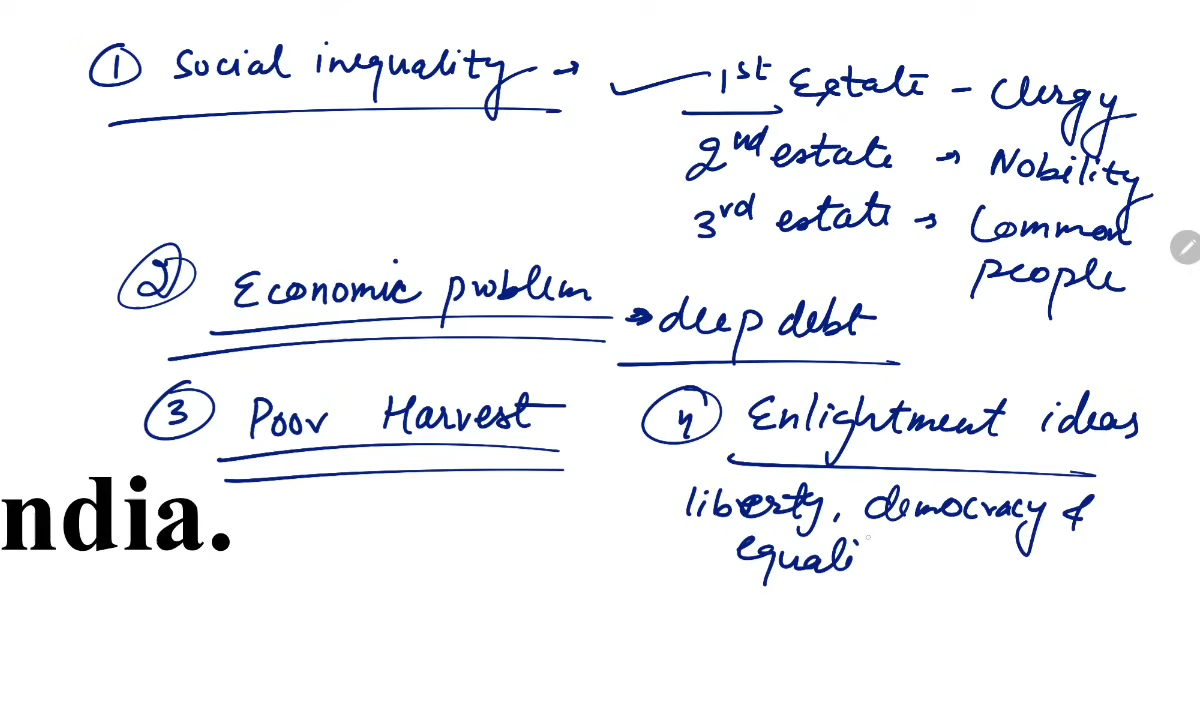 ① Social inequality → 1st Estate - Clergy
2nd estate → Nobility
3rd estate → Common
people
② Economic problem → deep debt
③ Poor Harvest
④ Enlightment ideas
liberty, democracy &
equali
ndia.